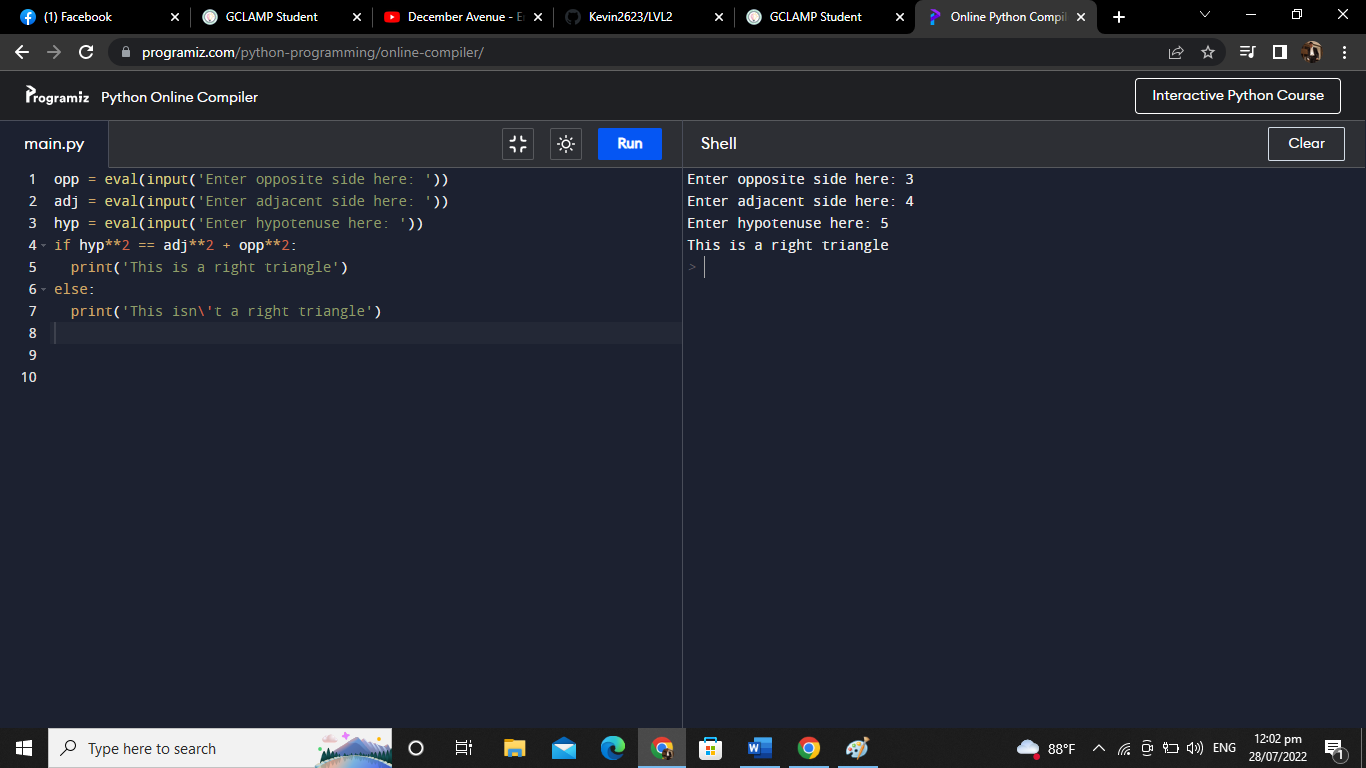 (1) Facebook
GCLAMP Student
December Avenue - E
Kevin2623/LVL2
GCLAMP Student
Online Python Compil
programiz.com/python-programming/online-compiler/
Programiz Python Online Compiler
Interactive Python Course
main.py
Run
Shell
Clear
1 opp = eval(input('Enter opposite side here: '))
2 adj = eval(input('Enter adjacent side here: '))
3 hyp = eval(input('Enter hypotenuse here: '))
4 if hyp**2 == adj**2 + opp**2:
5 print('This is a right triangle')
6 else:
7 print('This isn\'t a right triangle')
8
9
10
Enter opposite side here: 3
Enter adjacent side here: 4
Enter hypotenuse here: 5
This is a right triangle
>
Type here to search
88°F
ENG
12:02 pm
28/07/2022
1